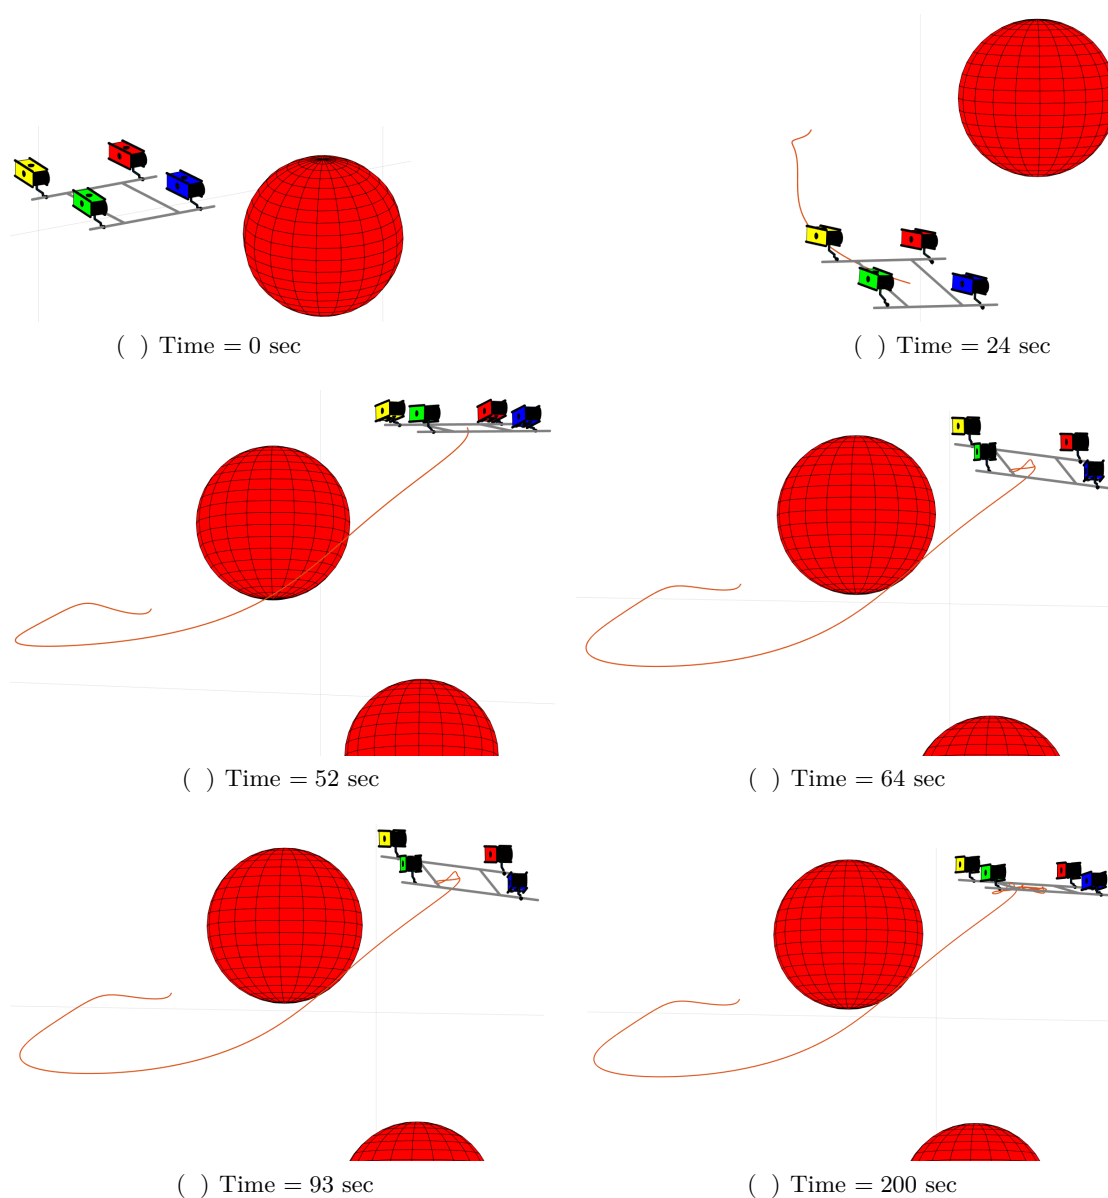 ( ) Time = 0 sec
( ) Time = 24 sec
( ) Time = 52 sec
( ) Time = 64 sec
( ) Time = 93 sec
( ) Time = 200 sec